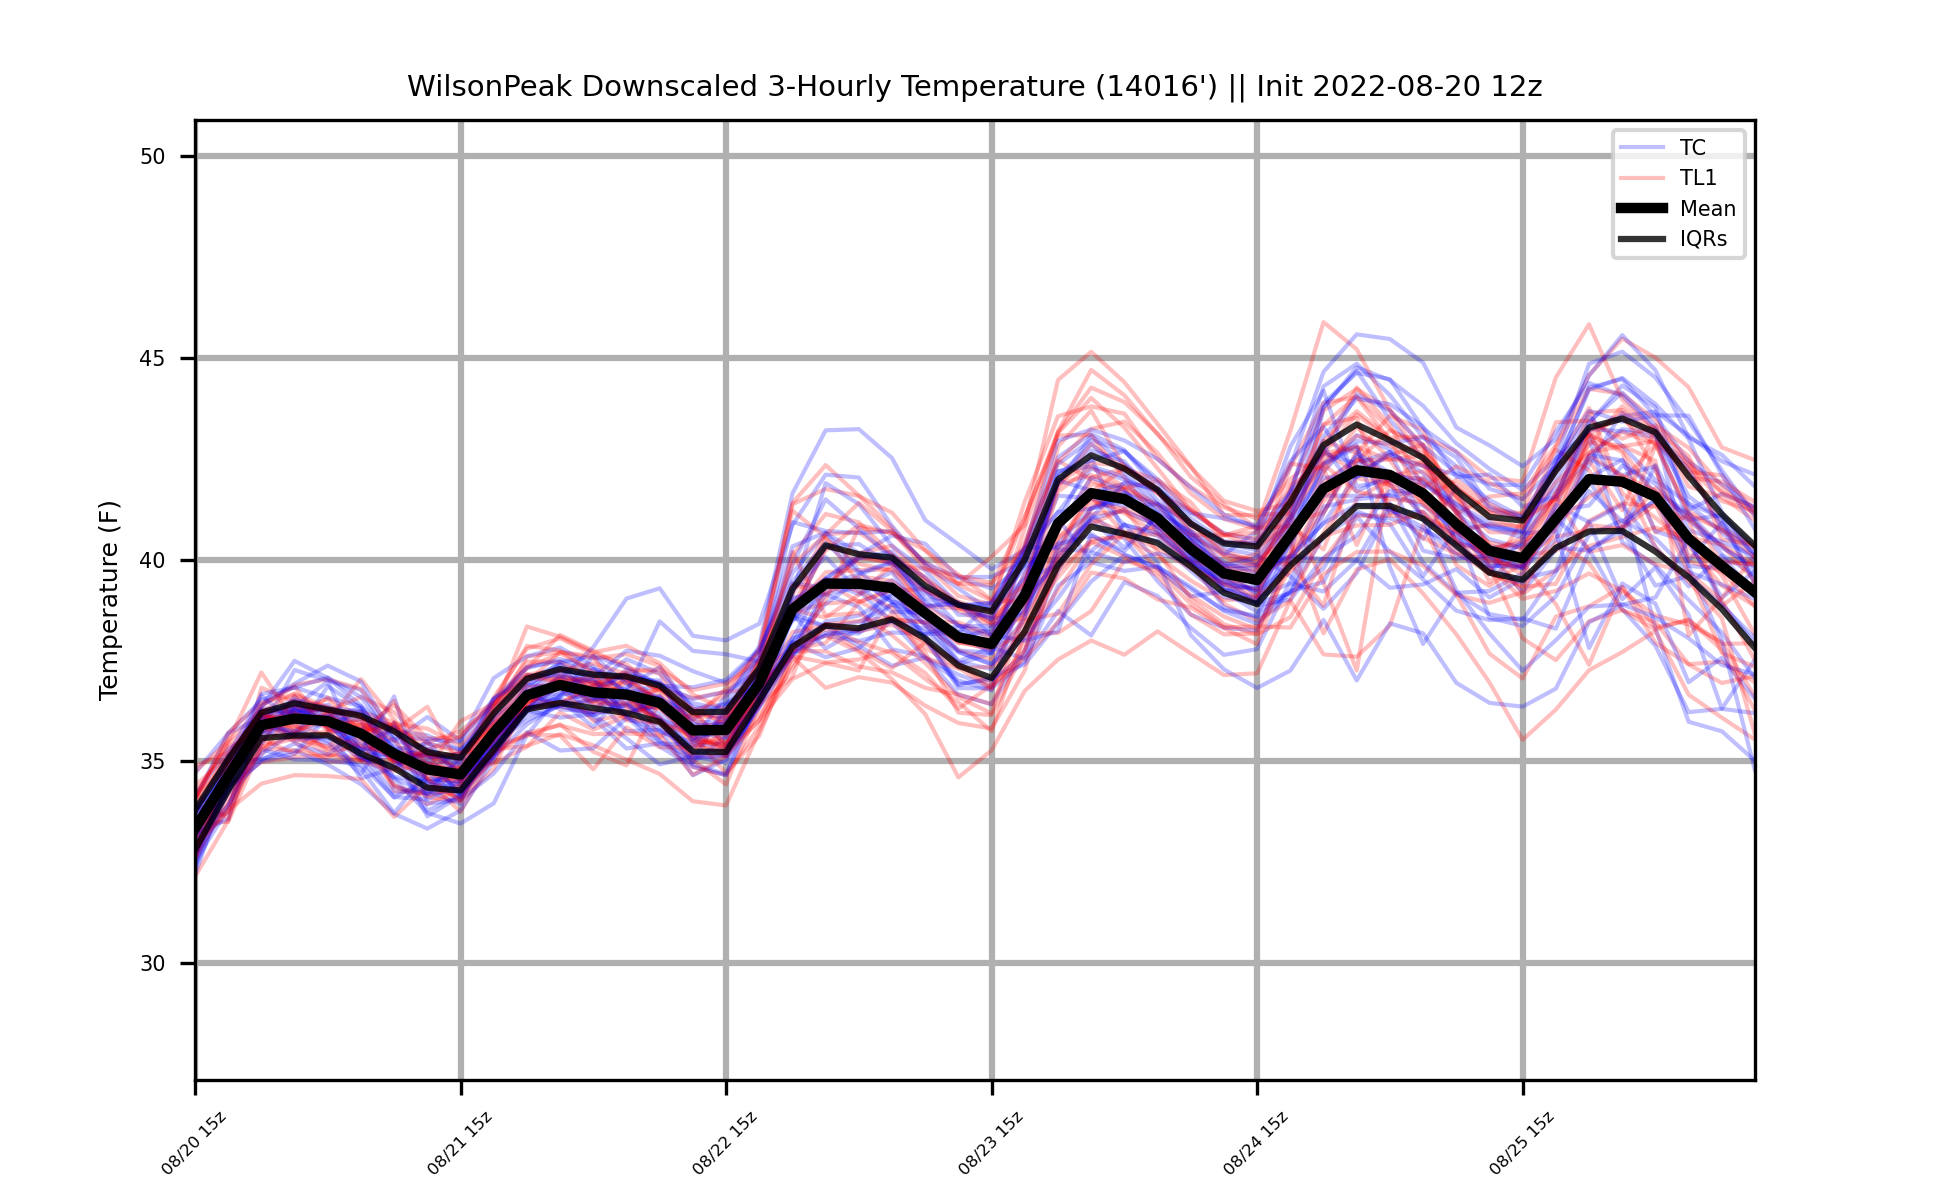 WilsonPeak Downscaled 3-Hourly Temperature (14016') || Init 2022-08-20 12z
TC
TL1
Mean
IQRs
Temperature (F)
50
45
40
35
30
08/20 15z
08/21 15z
08/22 15z
08/23 15z
08/24 15z
08/25 15z